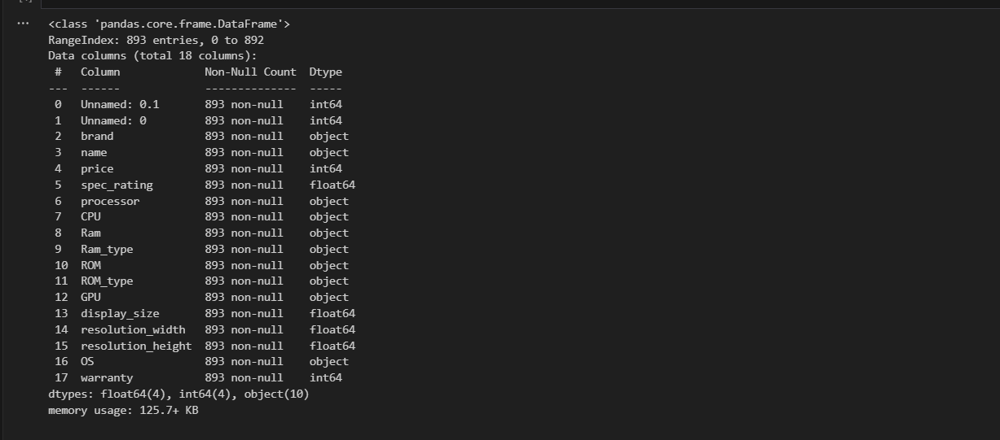 <class 'pandas.core.frame.DataFrame'>
RangeIndex: 893 entries, 0 to 892
Data columns (total 18 columns):
 #   Column             Non-Null Count  Dtype
---  ------             --------------  -----
 0   Unnamed: 0.1       893 non-null    int64
 1   Unnamed: 0         893 non-null    int64
 2   brand              893 non-null    object
 3   name               893 non-null    object
 4   price              893 non-null    int64
 5   spec_rating        893 non-null    float64
 6   processor          893 non-null    object
 7   CPU                893 non-null    object
 8   Ram                893 non-null    object
 9   Ram_type           893 non-null    object
 10  ROM                893 non-null    object
 11  ROM_type           893 non-null    object
 12  GPU                893 non-null    object
 13  display_size       893 non-null    float64
 14  resolution_width   893 non-null    float64
 15  resolution_height  893 non-null    float64
 16  OS                 893 non-null    object
 17  warranty           893 non-null    int64
dtypes: float64(4), int64(4), object(10)
memory usage: 125.7+ KB